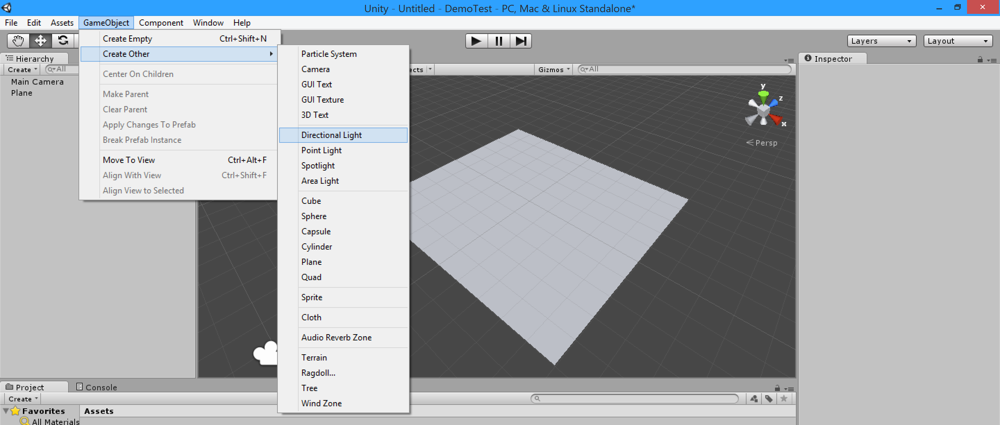 Unity - Untitled - DemoTest - PC, Mac & Linux Standalone*
File Edit Assets GameObject Component Window Help
Create Empty Ctrl+Shift+N
Create Other
Center On Children
Make Parent
Clear Parent
Apply Changes To Prefab
Break Prefab Instance
Move To View Ctrl+Alt+F
Align With View Ctrl+Shift+F
Align View to Selected
Particle System
Camera
GUI Text
GUI Texture
3D Text
Directional Light
Point Light
Spotlight
Area Light
Cube
Sphere
Capsule
Cylinder
Plane
Quad
Sprite
Cloth
Audio Reverb Zone
Terrain
Ragdoll...
Tree
Wind Zone
Layers Layout
Hierarchy
Create All
Main Camera
Plane
ects Gizmos All
y
z
x
Persp
Inspector
Project Console
Create
Favorites
All Materials
Assets